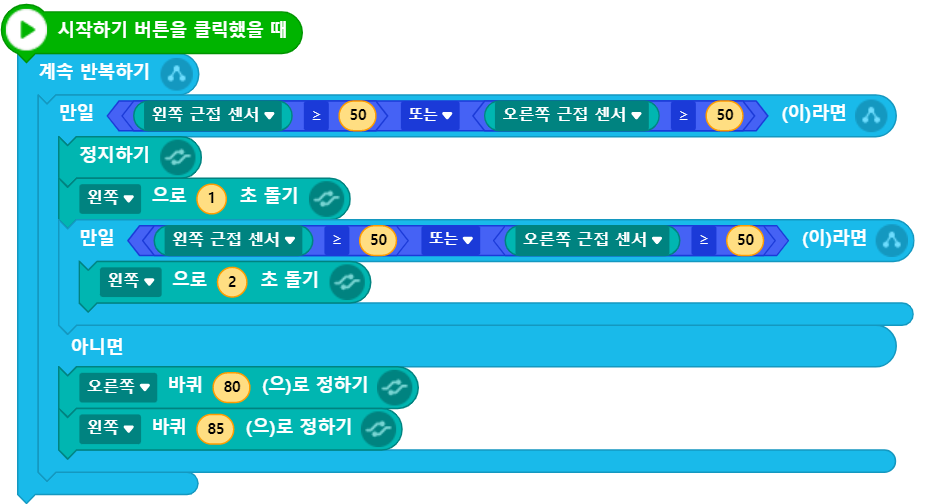 시작하기 버튼을 클릭했을 때
계속 반복하기
만일 왼쪽 근접 센서 ▼ ≥ 50 또는 ▼ 오른쪽 근접 센서 ▼ ≥ 50 (이)라면
정지하기
왼쪽 ▼ 으로 1 초 돌기
만일 왼쪽 근접 센서 ▼ ≥ 50 또는 ▼ 오른쪽 근접 센서 ▼ ≥ 50 (이)라면
왼쪽 ▼ 으로 2 초 돌기
아니면
오른쪽 ▼ 바퀴 80 (으)로 정하기
왼쪽 ▼ 바퀴 85 (으)로 정하기